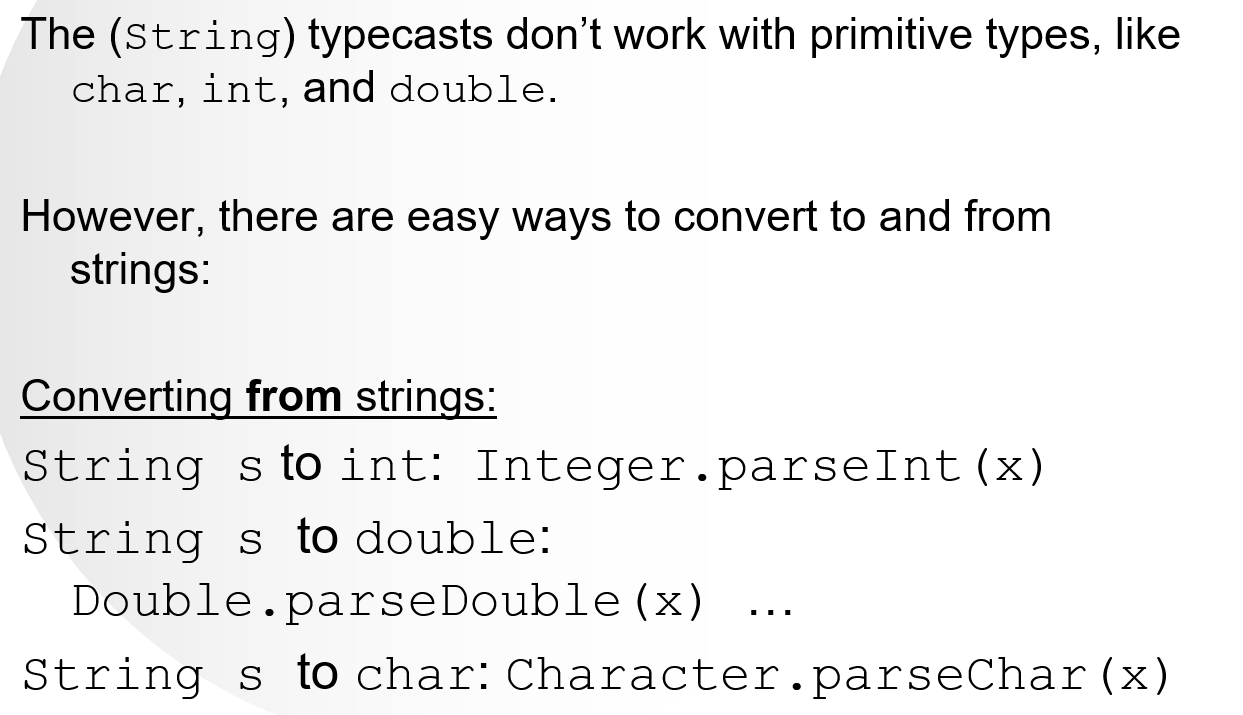 The (String) typecasts don’t work with primitive types, like
char, int, and double.
However, there are easy ways to convert to and from
strings:
Converting from strings:
String s to int: Integer.parseInt(x)
String s to double:
Double.parseDouble(x) …
String s to char: Character.parseChar(x)